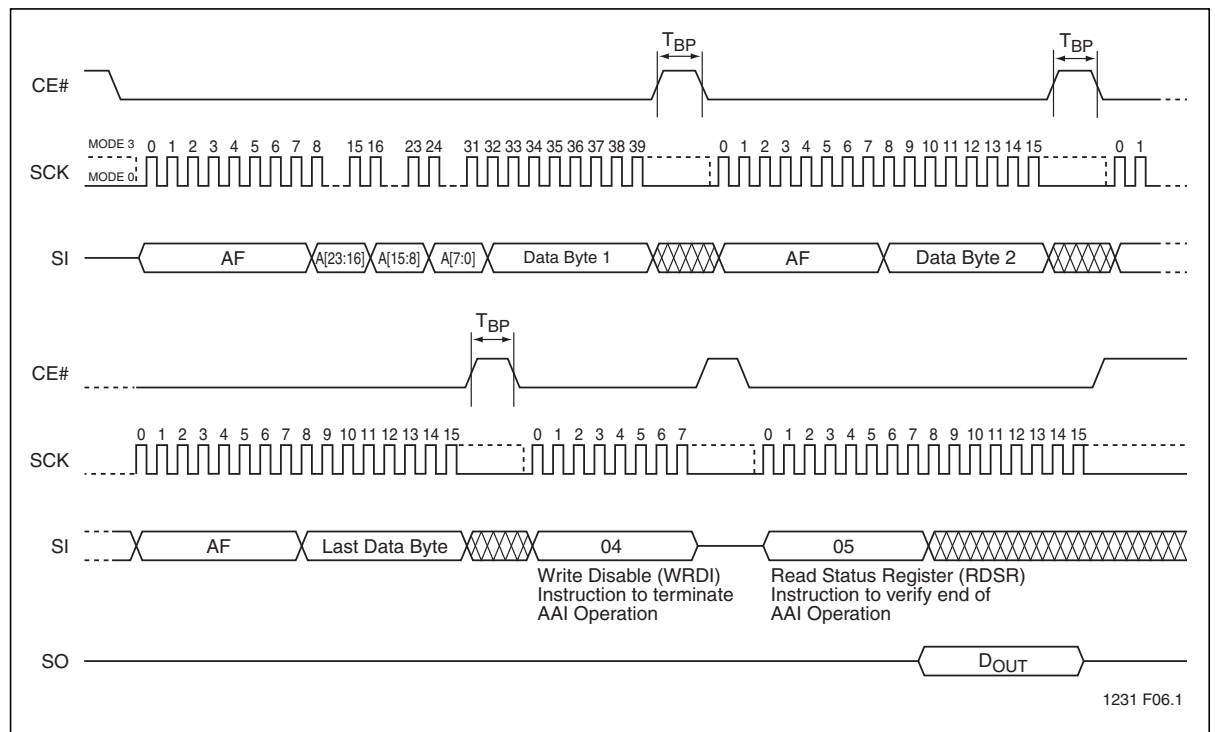 TBP TBP
CE#
MODE 3 0 1 2 3 4 5 6 7 8 15 16 23 24 31 32 33 34 35 36 37 38 39 0 1 2 3 4 5 6 7 8 9 10 11 12 13 14 15 0 1
SCK
MODE 0
SI AF A[23:16] A[15:8] A[7:0] Data Byte 1 AF Data Byte 2
TBP
CE#
0 1 2 3 4 5 6 7 8 9 10 11 12 13 14 15 0 1 2 3 4 5 6 7 0 1 2 3 4 5 6 7 8 9 10 11 12 13 14 15
SCK
SI AF Last Data Byte 04 05
Write Disable (WRDI)
Instruction to terminate
AAI Operation
Read Status Register (RDSR)
Instruction to verify end of
AAI Operation
SO DOUT
1231 F06.1